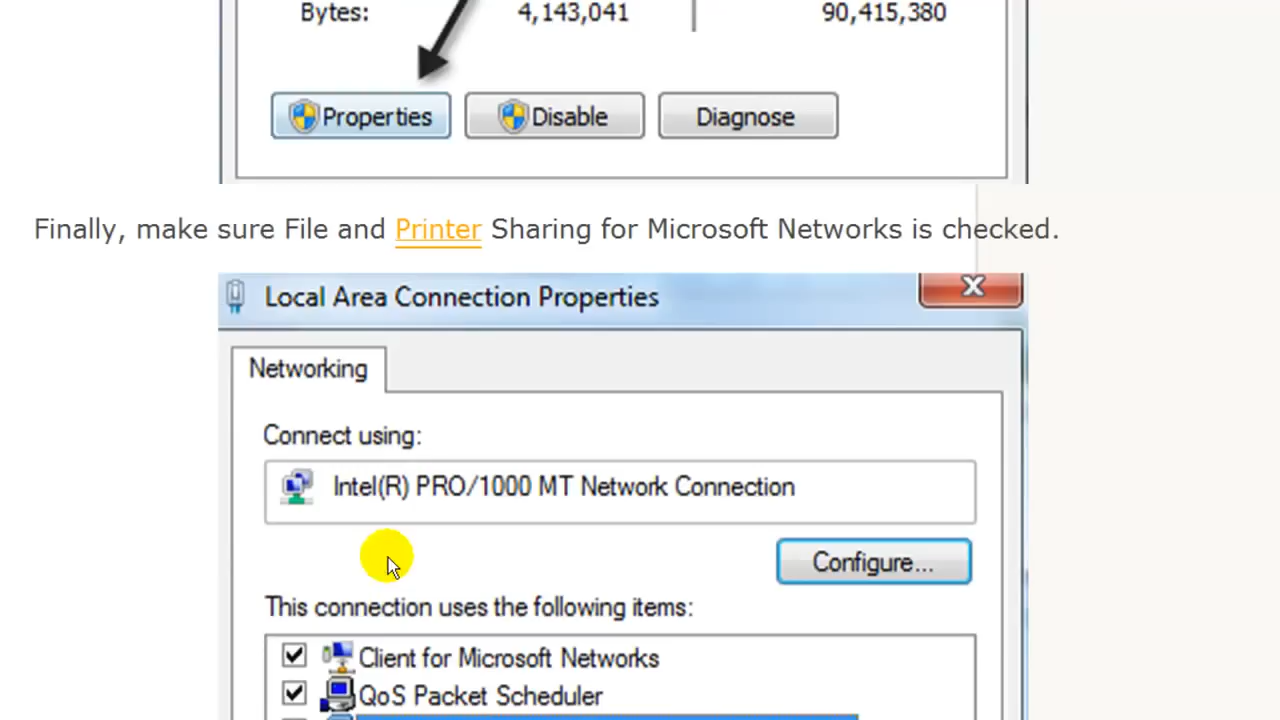 Bytes: 4,143,041 90,415,380
Properties Disable Diagnose
Finally, make sure File and Printer Sharing for Microsoft Networks is checked.
Local Area Connection Properties
Networking
Connect using:
Intel(R) PRO/1000 MT Network Connection
Configure...
This connection uses the following items:
Client for Microsoft Networks
QoS Packet Scheduler